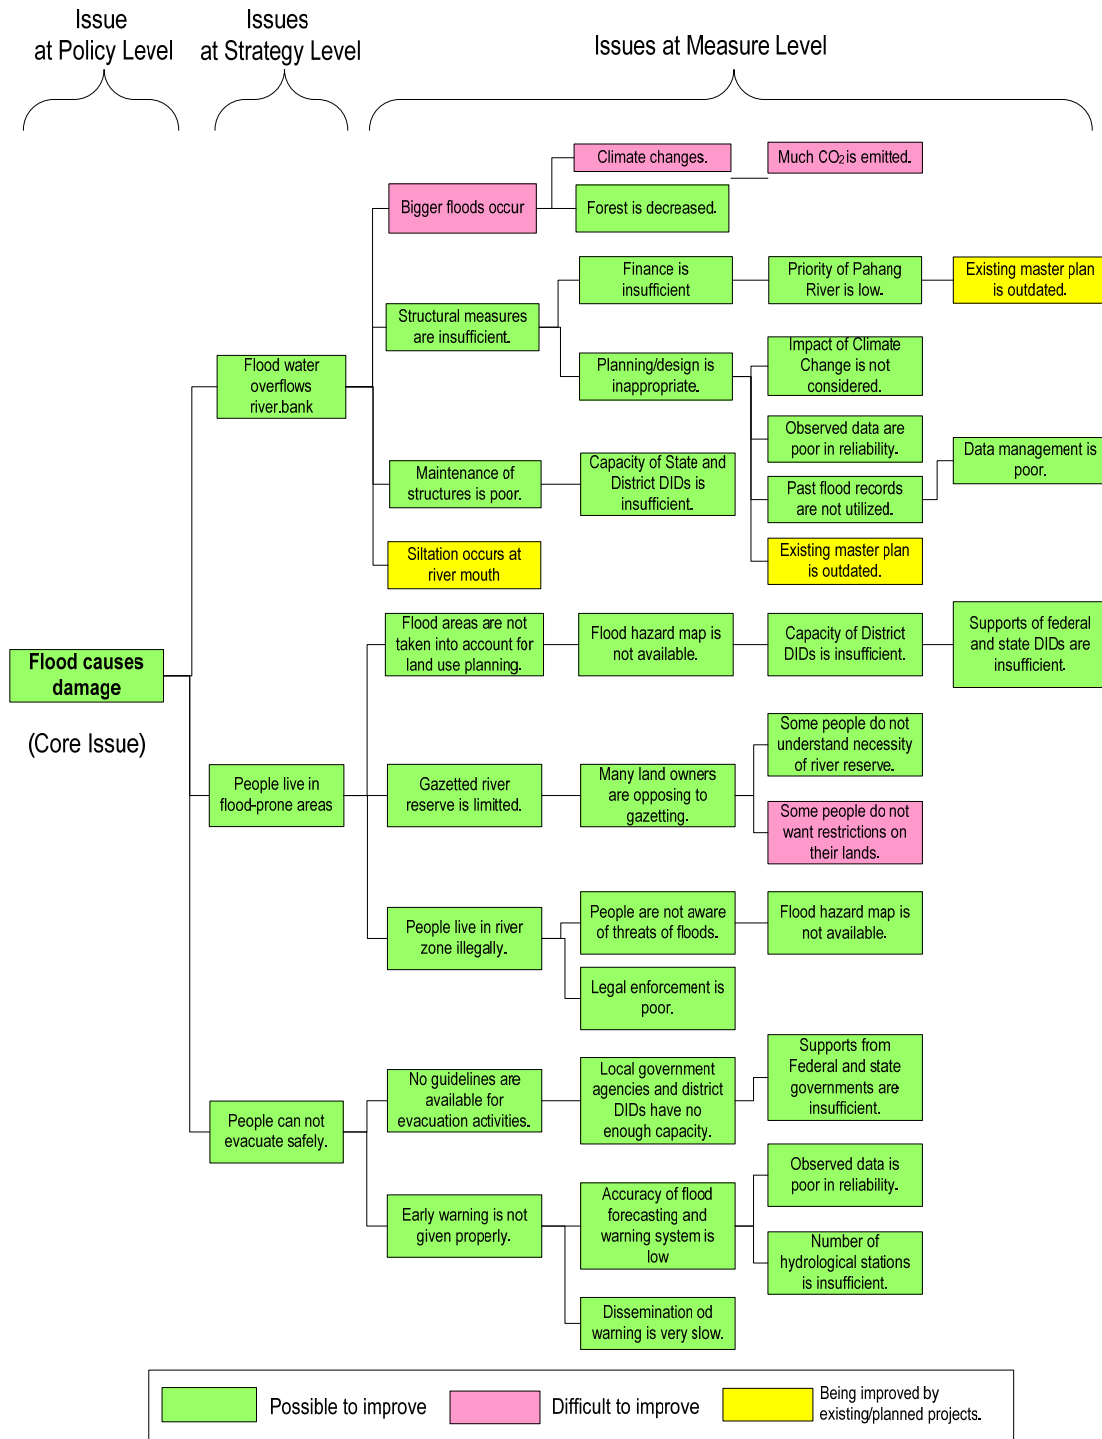 Issue
at Policy Level
Issues
at Strategy Level
Issues at Measure Level
Climate changes.
Much CO₂ is emitted.
Bigger floods occur
Forest is decreased.
Finance is
insufficient
Priority of Pahang
River is low.
Existing master plan
is outdated.
Structural measures
are insufficient.
Planning/design is
inappropriate.
Impact of Climate
Change is not
considered.
Flood water
overflows
river.bank
Observed data are
poor in reliability.
Data management is
poor.
Maintenance of
structures is poor.
Capacity of State and
District DIDs is
insufficient.
Past flood records
are not utilized.
Siltation occurs at
river mouth
Existing master plan
is outdated.
Flood areas are not
taken into account for
land use planning.
Flood hazard map is
not available.
Capacity of District
DIDs is insufficient.
Supports of federal
and state DIDs are
insufficient.
Flood causes
damage
(Core Issue)
Some people do not
understand necessity
of river reserve.
People live in
flood-prone areas
Gazetted river
reserve is limitted.
Many land owners
are opposing to
gazetting.
Some people do not
want restrictions on
their lands.
People live in river
zone illegally.
People are not aware
of threats of floods.
Flood hazard map is
not available.
Legal enforcement is
poor.
No guidelines are
available for
evacuation activities.
Local government
agencies and district
DIDs have no
enough capacity.
Supports from
Federal and state
governments are
insufficient.
People can not
evacuate safely.
Observed data is
poor in reliability.
Early warning is not
given properly.
Accuracy of flood
forecasting and
warning system is
low
Number of
hydrological stations
is insufficient.
Dissemination od
warning is very slow.
Possible to improve
Difficult to improve
Being improved by
existing/planned projects.